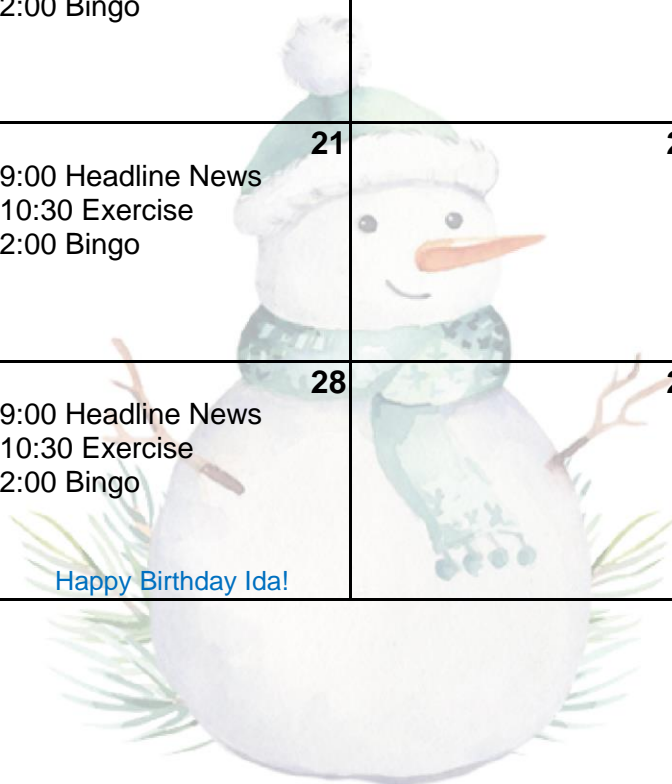 2:00 Bingo
21
9:00 Headline News
10:30 Exercise
2:00 Bingo
28
9:00 Headline News
10:30 Exercise
2:00 Bingo
Happy Birthday Ida!